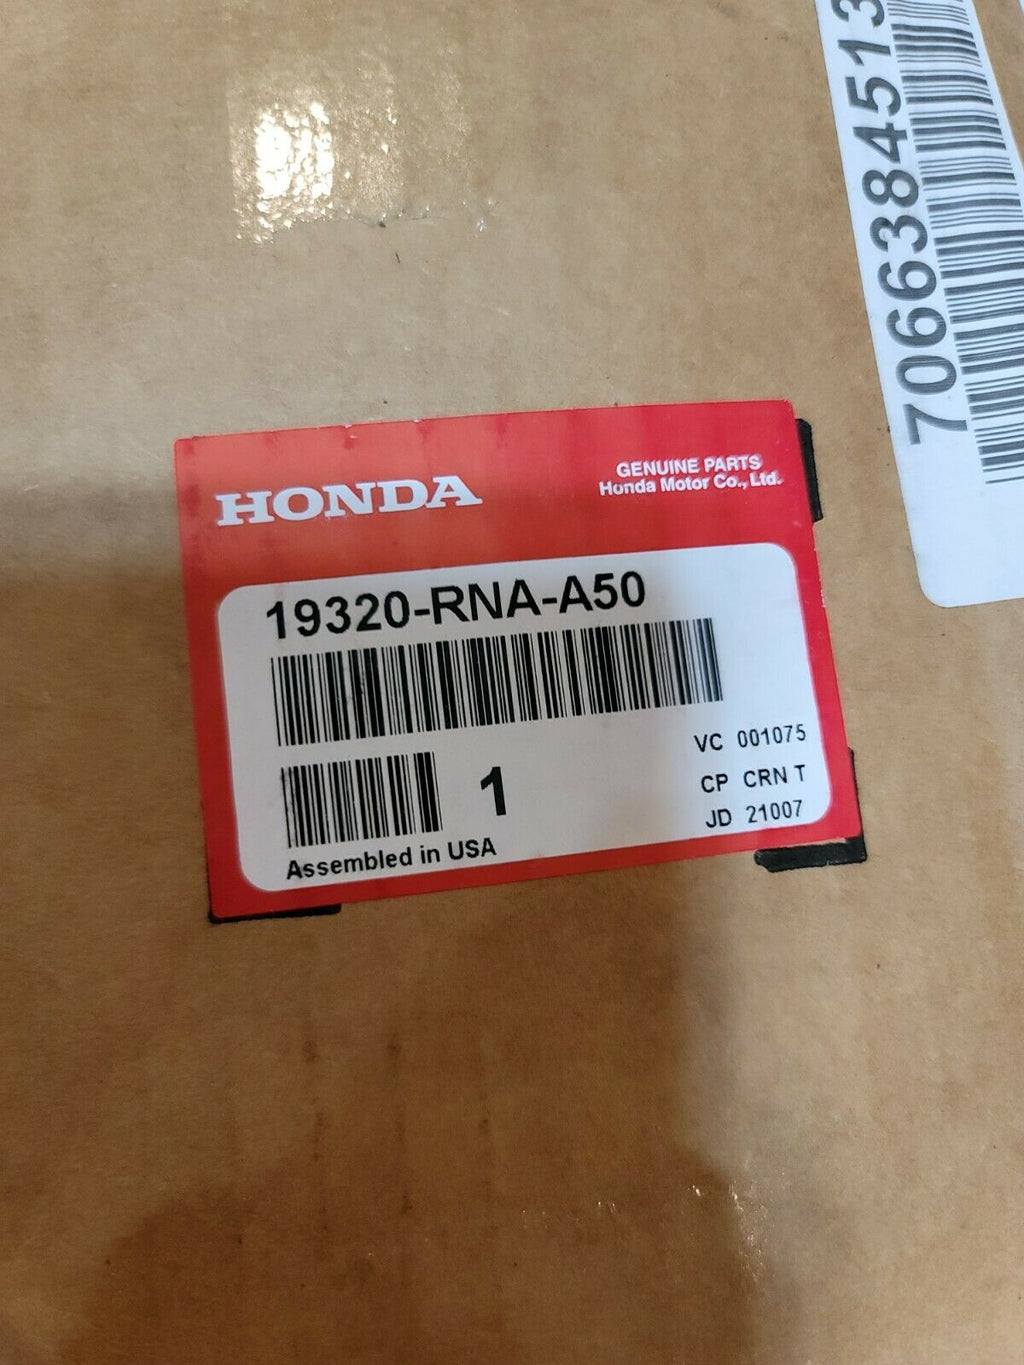 7066384513
HONDA
GENUINE PARTS
Honda Motor Co., Ltd.
19320-RNA-A50
VC 001075
1
CP CRN T
JD 21007
Assembled in USA